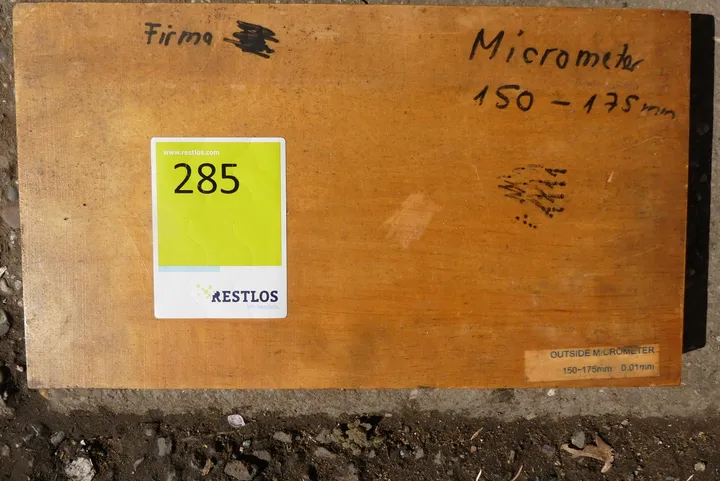 Firma
Micrometer
150 - 175mm
www.restlos.com
285
RESTLOS
OUTSIDE MICROMETER
150-175mm 0.01mm